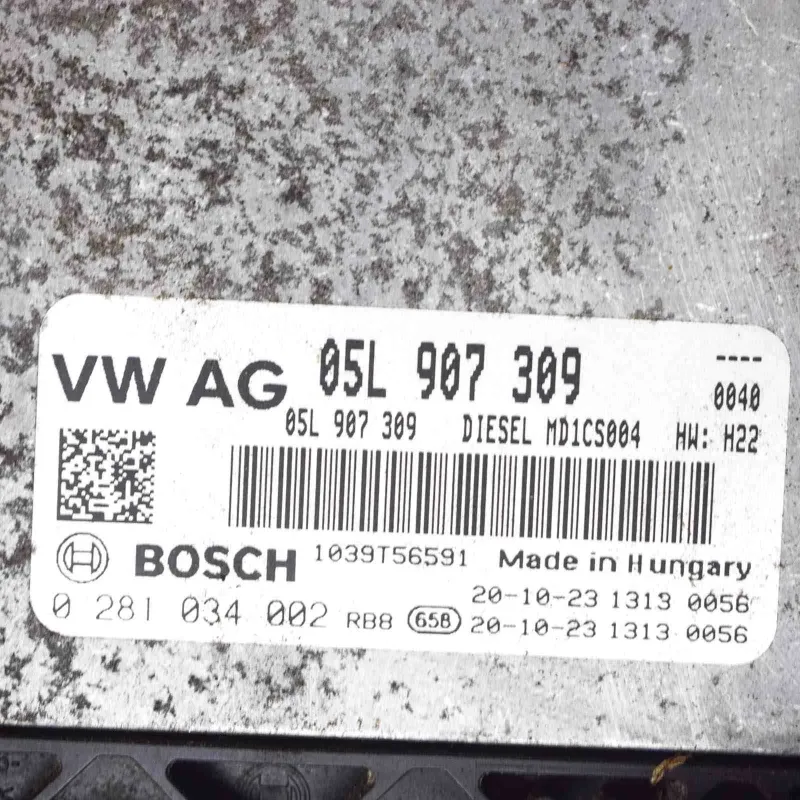 VW AG 05L 907 309 ----
0040
05L 907 309 DIESEL MD1CS004 HW: H22
BOSCH 1039T56591 Made in Hungary
20-10-23 1313 0056
0 281 034 002 RB8 65B 20-10-23 1313 0056